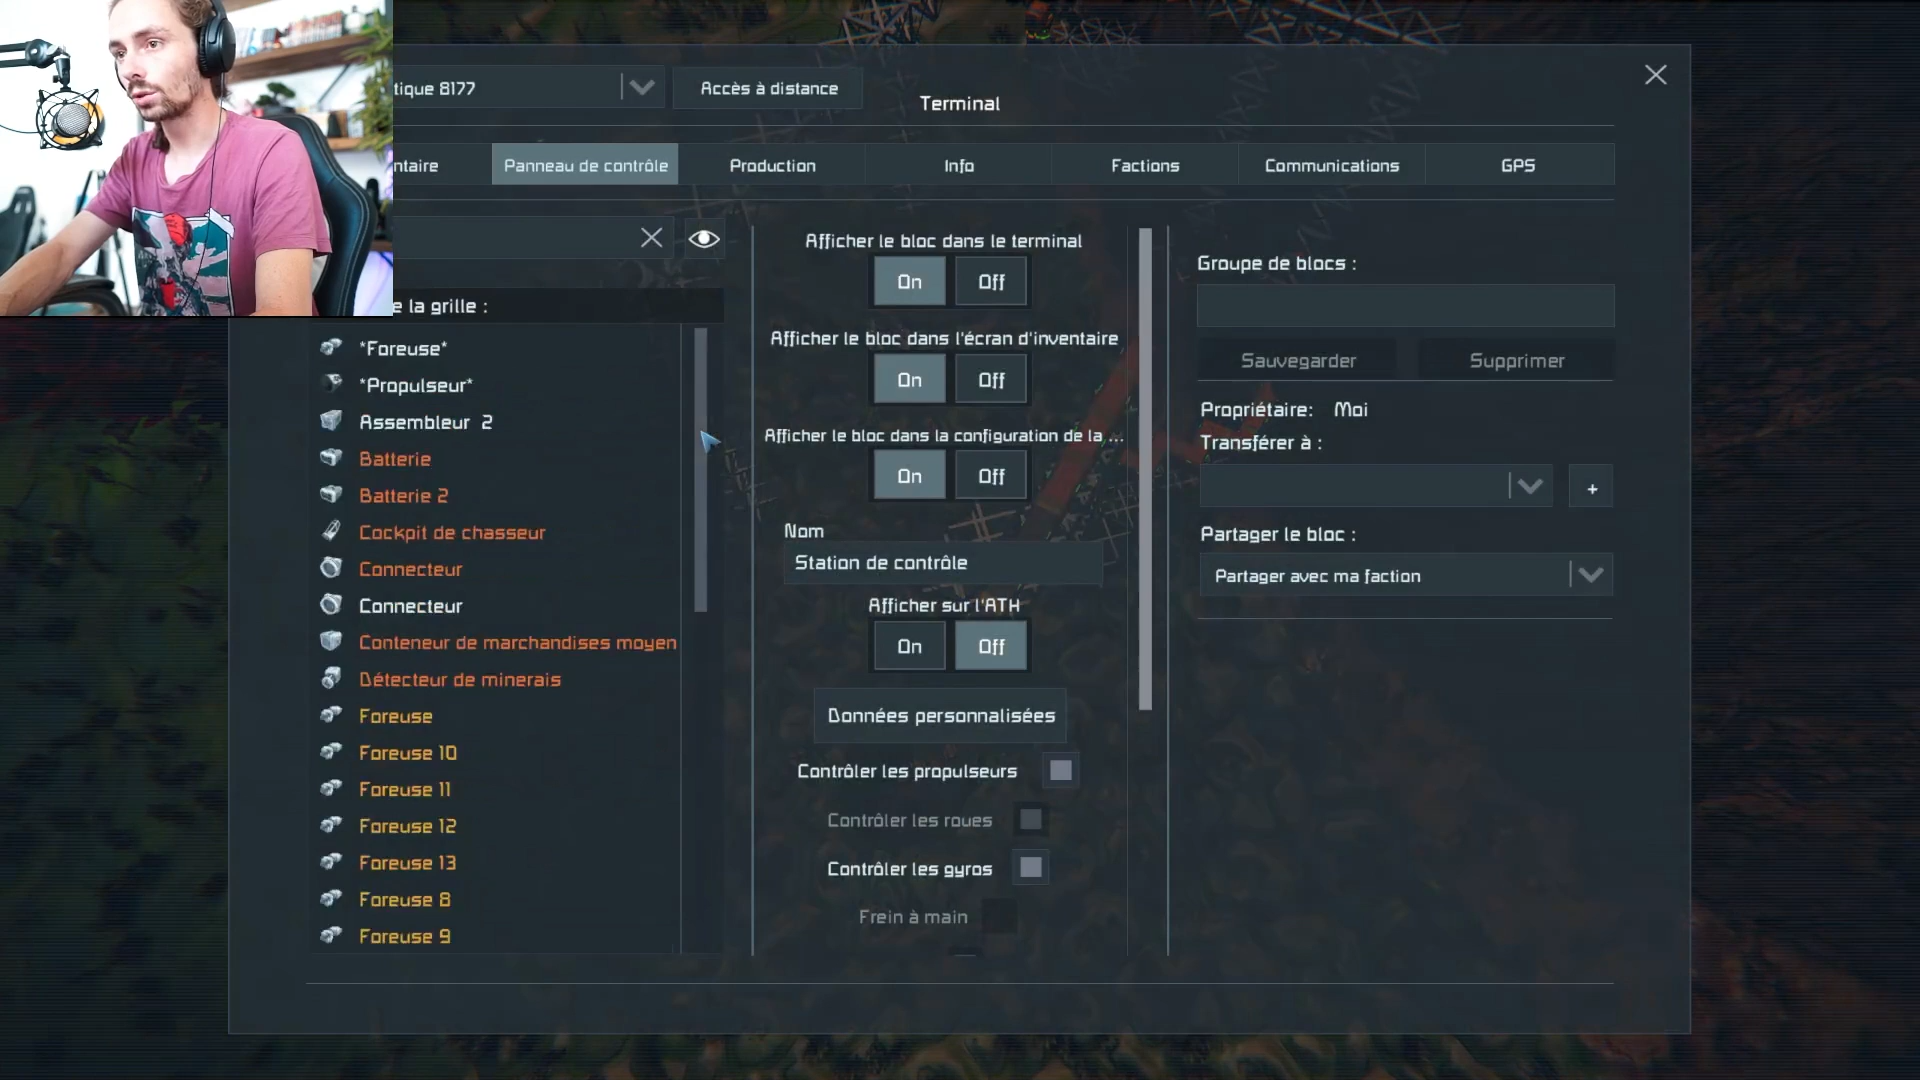 tique 8177
Accès à distance
Terminal
ntaire
Panneau de contrôle
Production
Info
Factions
Communications
GPS
e la grille :
*Foreuse*
*Propulseur*
Assembleur 2
Batterie
Batterie 2
Cockpit de chasseur
Connecteur
Connecteur
Conteneur de marchandises moyen
Détecteur de minerais
Foreuse
Foreuse 10
Foreuse 11
Foreuse 12
Foreuse 13
Foreuse 8
Foreuse 9
Afficher le bloc dans le terminal
On Off
Afficher le bloc dans l'écran d'inventaire
On Off
Afficher le bloc dans la configuration de la ...
On Off
Nom
Station de contrôle
Afficher sur l'ATH
On Off
Données personnalisées
Contrôler les propulseurs
Contrôler les roues
Contrôler les gyros
Frein à main
Groupe de blocs :
Sauvegarder
Supprimer
Propriétaire: Moi
Transférer à :
+
Partager le bloc :
Partager avec ma faction